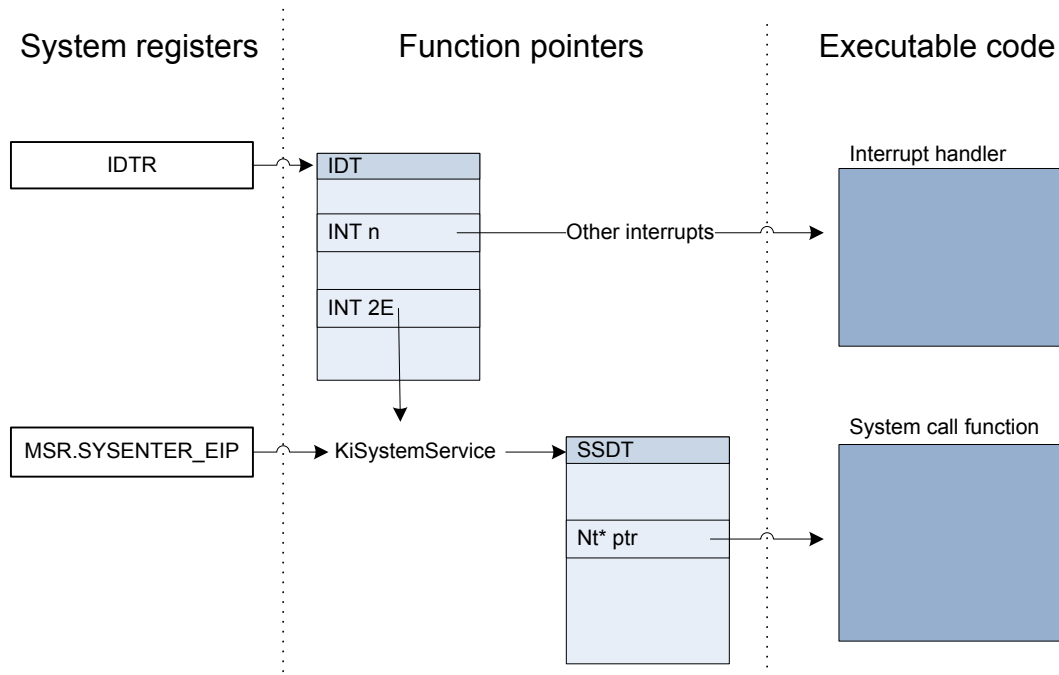 System registers
Function pointers
Executable code
IDTR
IDT
INT n
Other interrupts
Interrupt handler
INT 2E
MSR.SYSENTER_EIP
KiSystemService
SSDT
Nt* ptr
System call function